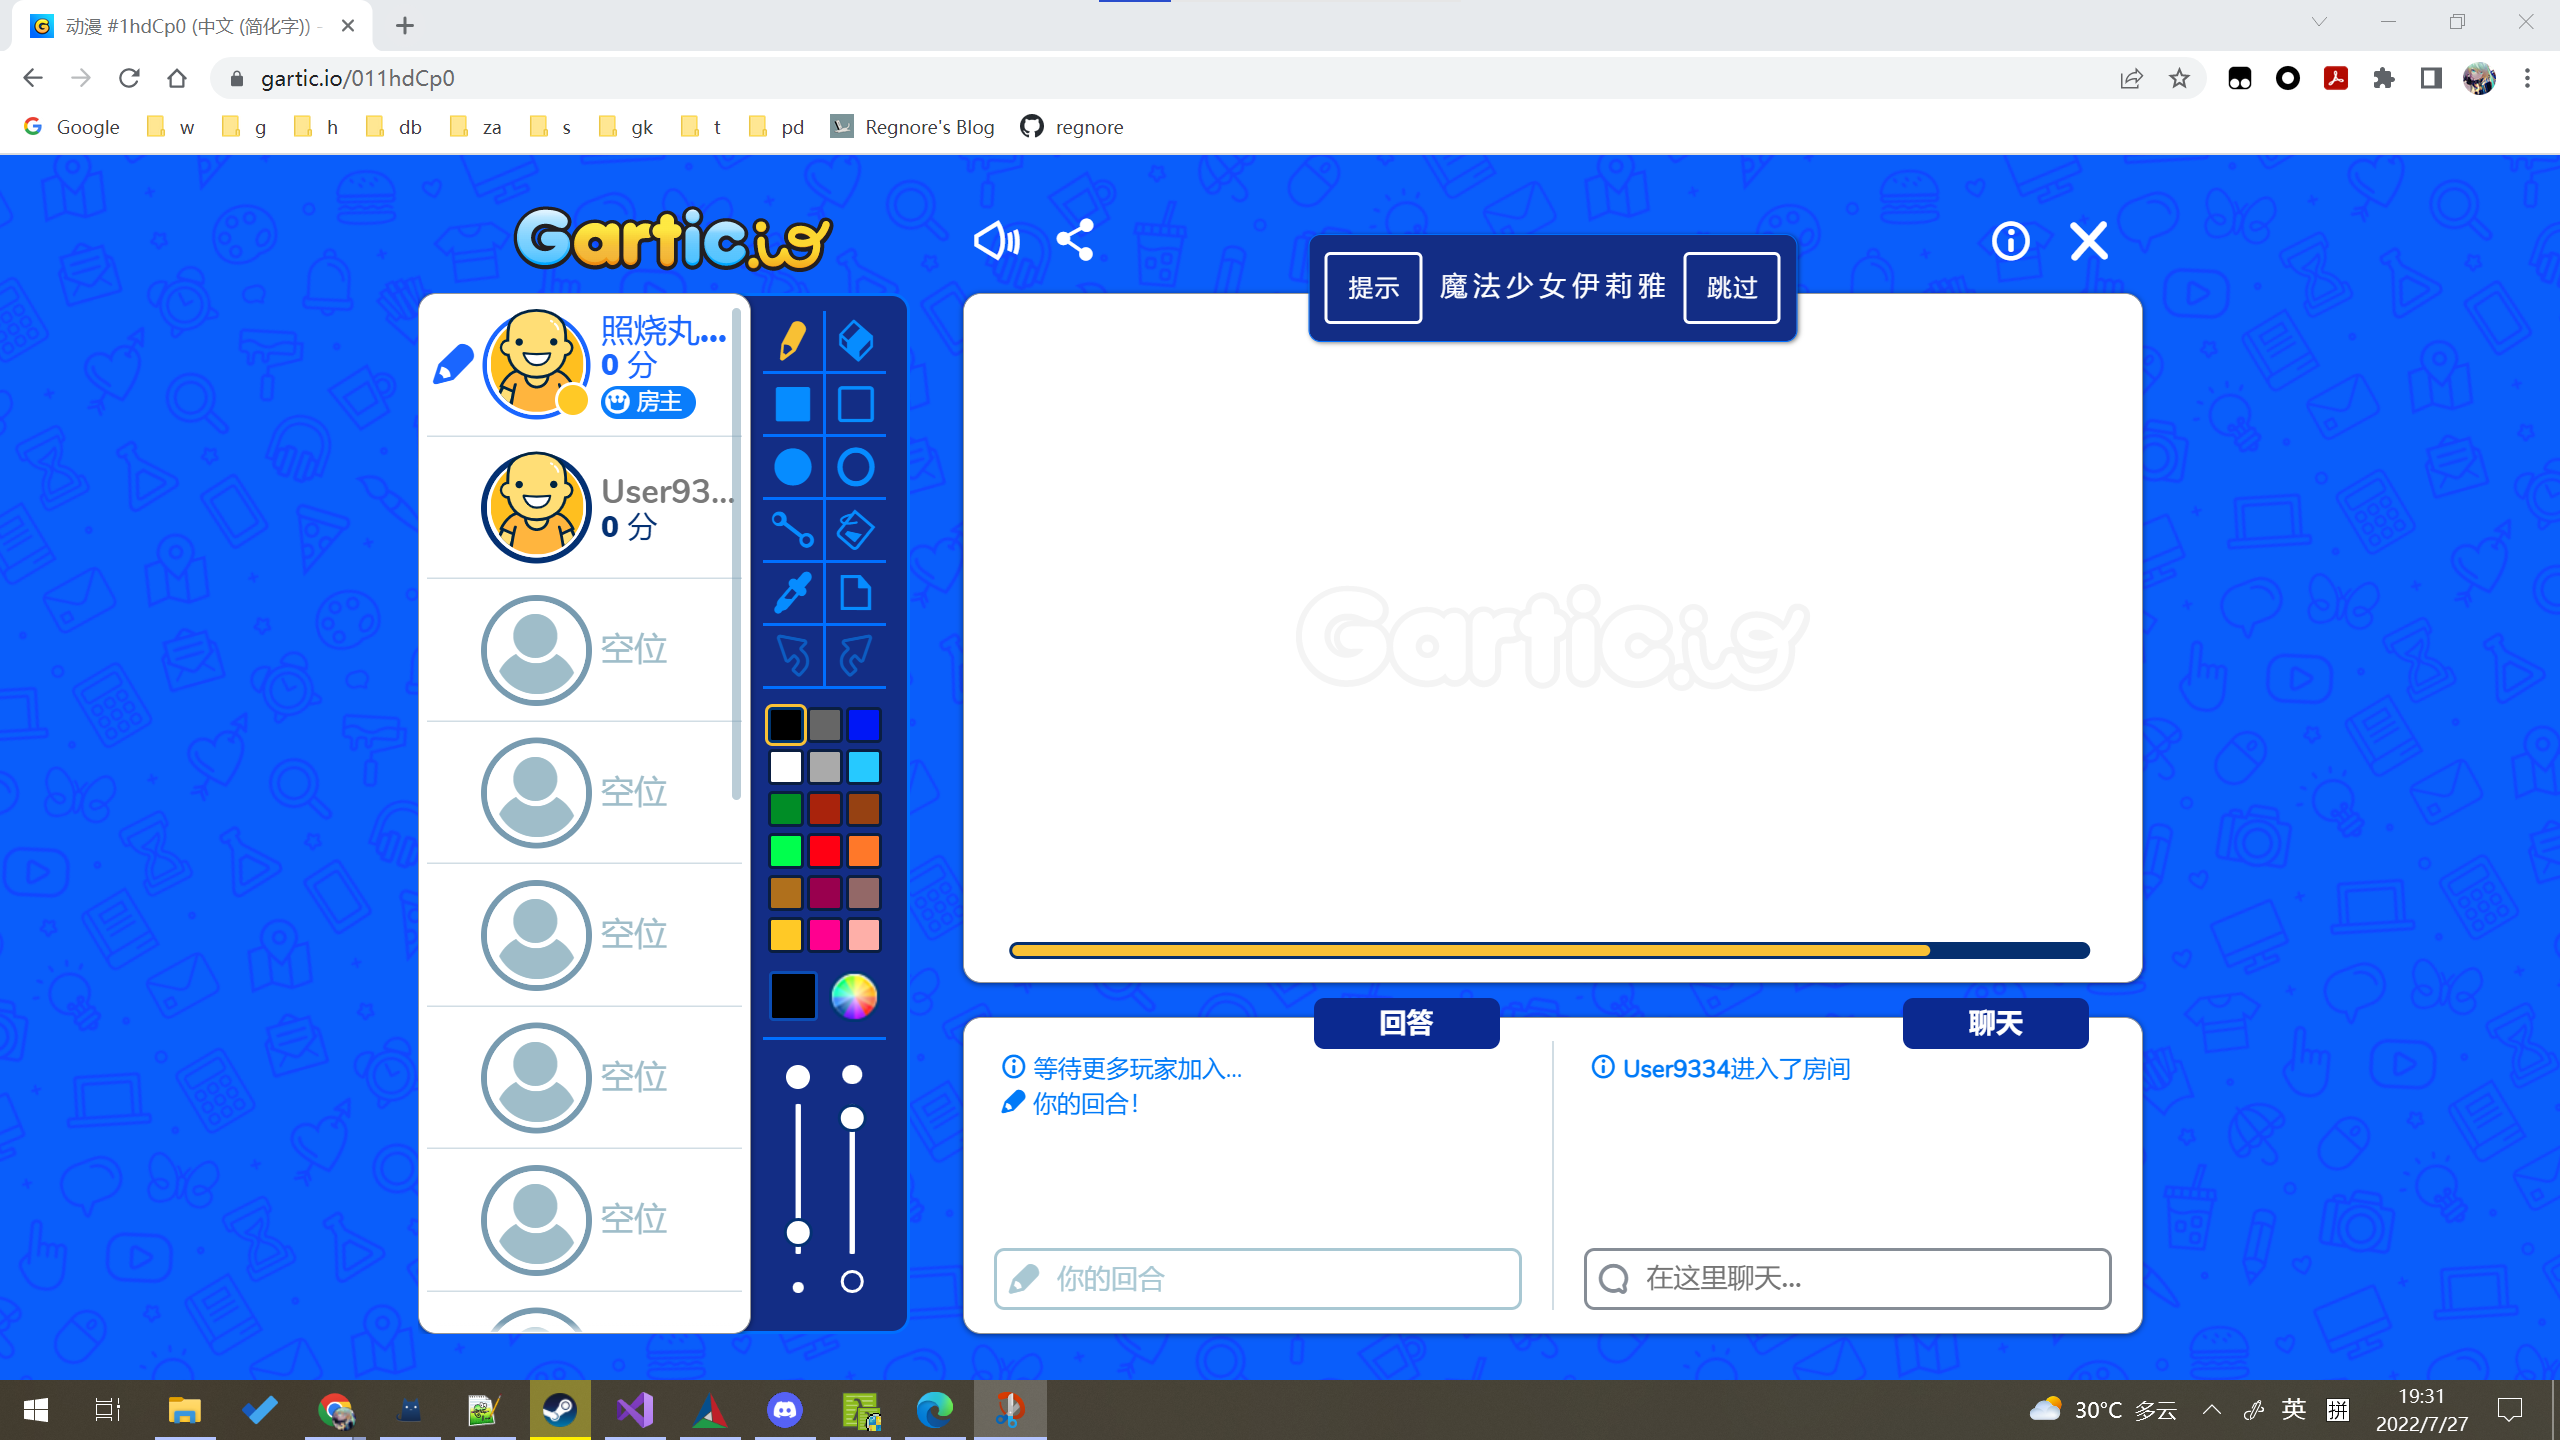 动漫 #1hdCp0 (中文 (简化字)) -
gartic.io/011hdCp0
Google w g h db za s gk t pd Regnore's Blog regnore
Gartic.io
提示 魔法少女伊莉雅 跳过
照烧丸...
0 分
房主
User93...
0 分
空位
空位
空位
空位
空位
Gartic.io
回答
等待更多玩家加入...
你的回合!
你的回合
聊天
User9334进入了房间
在这里聊天...
30°C 多云 英 拼
19:31
2022/7/27